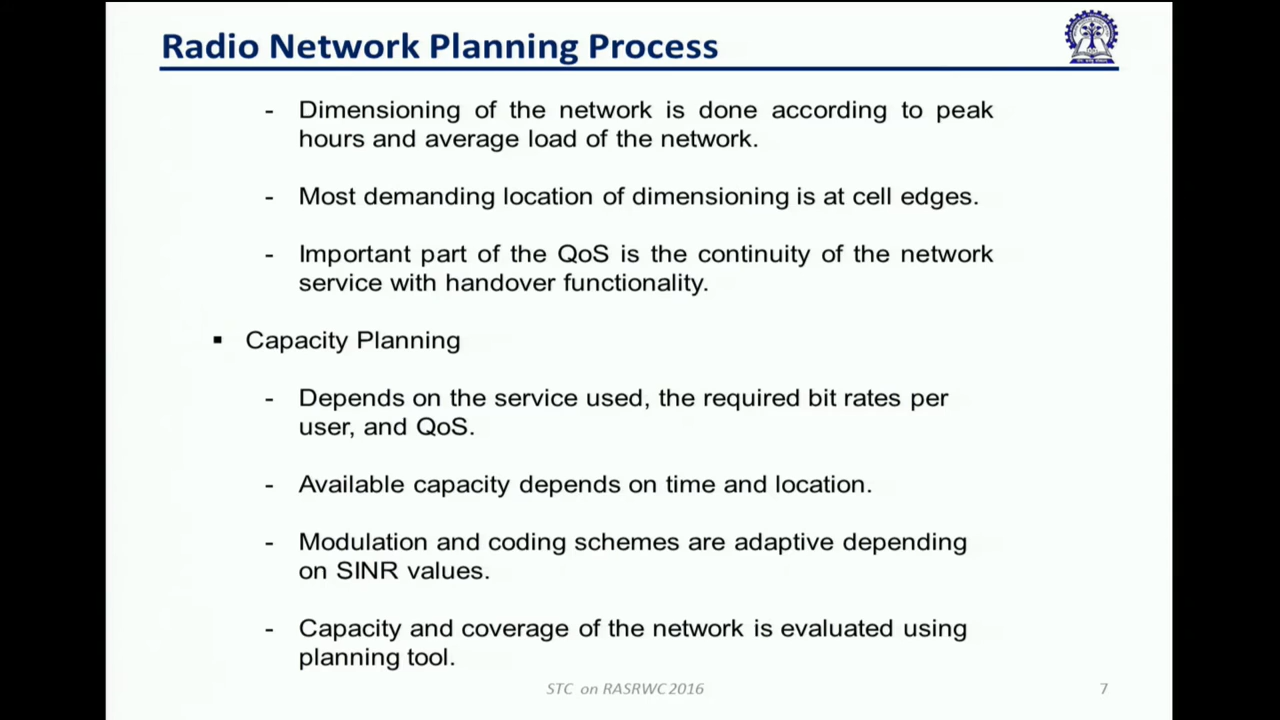 Radio Network Planning Process
- Dimensioning of the network is done according to peak
hours and average load of the network.
- Most demanding location of dimensioning is at cell edges.
- Important part of the QoS is the continuity of the network
service with handover functionality.
▪ Capacity Planning
- Depends on the service used, the required bit rates per
user, and QoS.
- Available capacity depends on time and location.
- Modulation and coding schemes are adaptive depending
on SINR values.
- Capacity and coverage of the network is evaluated using
planning tool.
STC on RASRWC2016
7